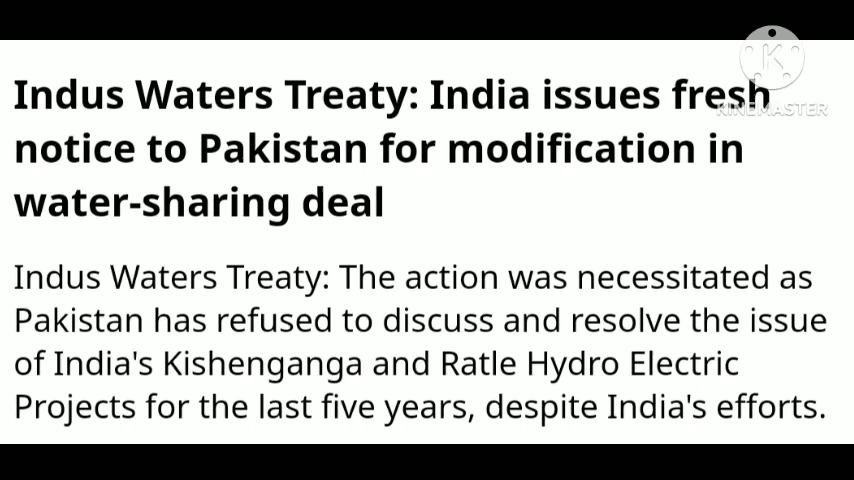 Indus Waters Treaty: India issues fresh
notice to Pakistan for modification in
water-sharing deal
Indus Waters Treaty: The action was necessitated as
Pakistan has refused to discuss and resolve the issue
of India's Kishenganga and Ratle Hydro Electric
Projects for the last five years, despite India's efforts.
K
KINEMASTER